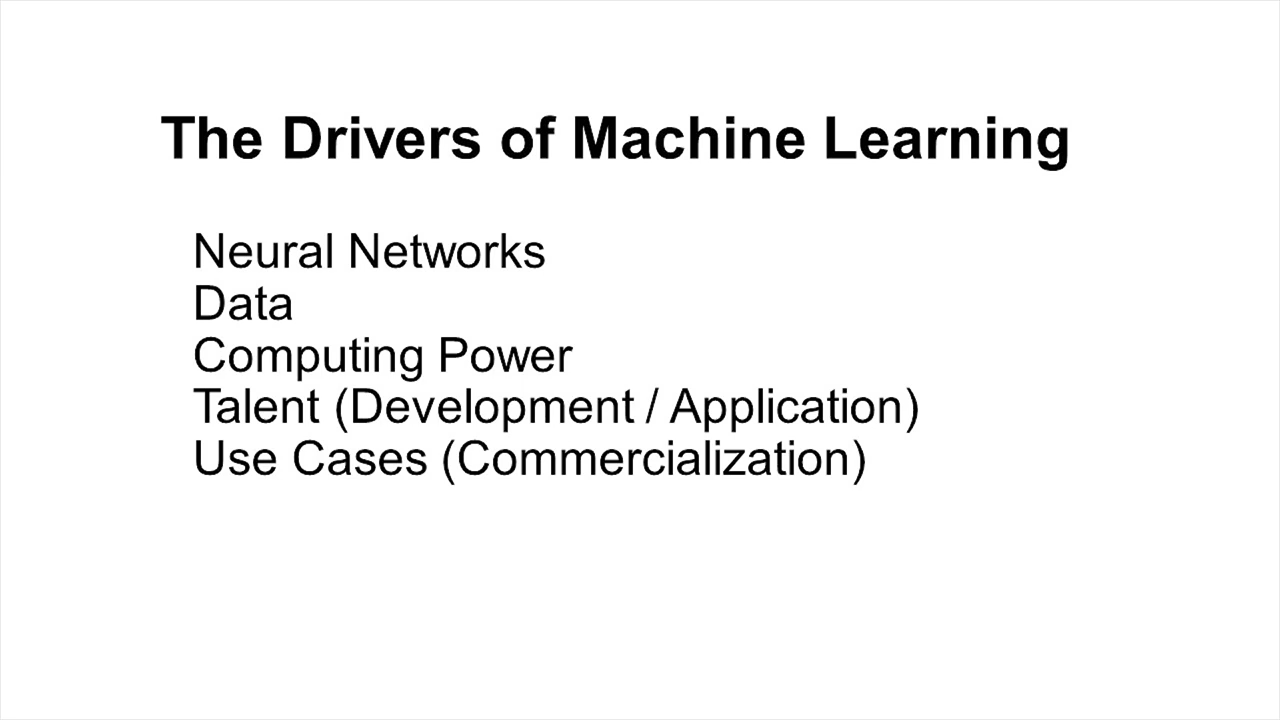 The Drivers of Machine Learning
Neural Networks
Data
Computing Power
Talent (Development / Application)
Use Cases (Commercialization)